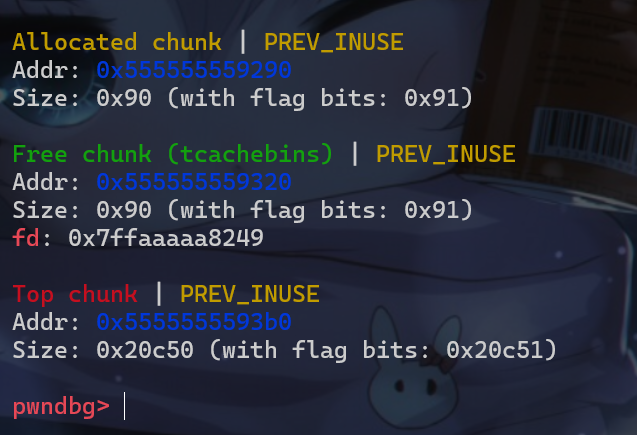 Allocated chunk | PREV_INUSE
Addr: 0x555555559290
Size: 0x90 (with flag bits: 0x91)
Free chunk (tcachebins) | PREV_INUSE
Addr: 0x555555559320
Size: 0x90 (with flag bits: 0x91)
fd: 0x7ffaaaaa8249
Top chunk | PREV_INUSE
Addr: 0x5555555593b0
Size: 0x20c50 (with flag bits: 0x20c51)
pwndbg>